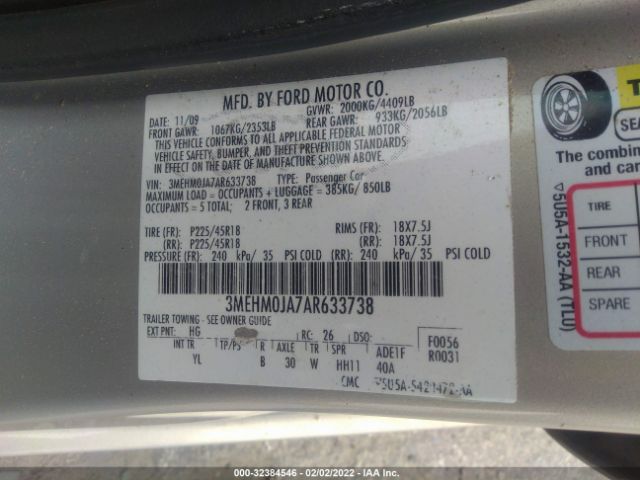 MFD. BY FORD MOTOR CO.
DATE: 11/09 GVWR: 2000KG/4409LB
FRONT GAWR: 1067KG/2353LB REAR GAWR: 933KG/2056LB
THIS VEHICLE CONFORMS TO ALL APPLICABLE FEDERAL MOTOR
VEHICLE SAFETY, BUMPER, AND THEFT PREVENTION STANDARDS
IN EFFECT ON THE DATE OF MANUFACTURE SHOWN ABOVE.
VIN: 3MEHM0JA7AR633738 TYPE: Passenger Car
MAXIMUM LOAD = OCCUPANTS + LUGGAGE = 385KG/ 850LB
OCCUPANTS = 5 TOTAL; 2 FRONT, 3 REAR
TIRE (FR): P225/45R18 RIMS (FR): 18X7.5J
(RR): P225/45R18 (RR): 18X7.5J
PRESSURE (FR): 240 kPa/ 35 PSI COLD (RR): 240 kPa/ 35 PSI COLD
3MEHM0JA7AR633738
TRAILER TOWING - SEE OWNER GUIDE
EXT PNT: HG RC: 26 DSO: F0056
INT TR TP/PS R AXLE TR SPR ADE1F R0031
YL B 30 W HH11 40A
CMC
T
SEA
The combin
and car
TIRE
FRONT
REAR
SPARE
5U5A-1532-AA (TLU)
000-32384546 - 02/02/2022 - IAA Inc.